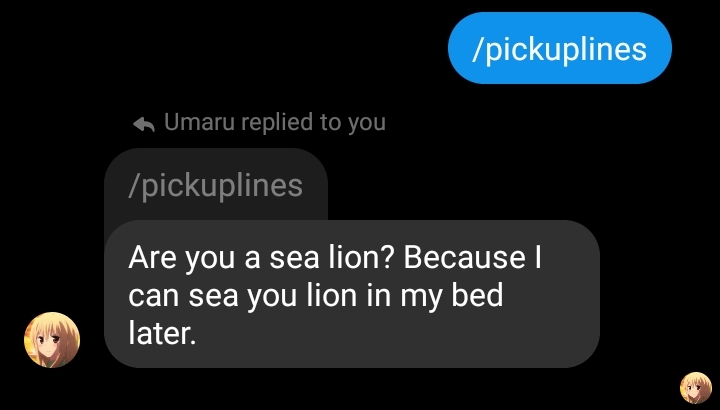 /pickuplines
Umaru replied to you
/pickuplines
Are you a sea lion? Because I
can sea you lion in my bed
later.